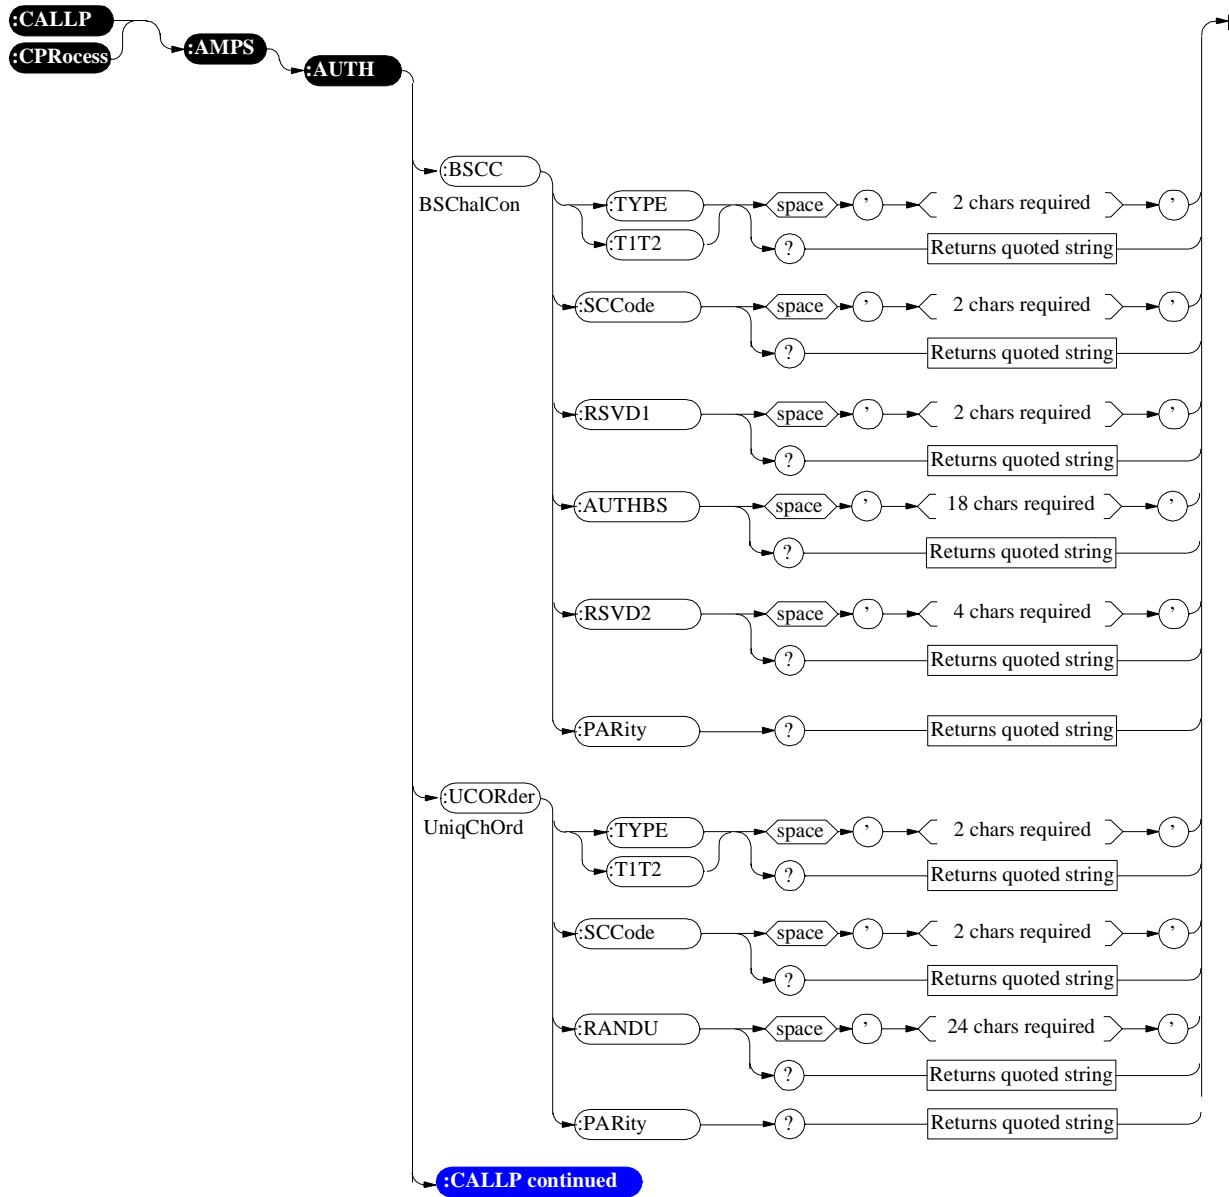 :CALLP
:CPRocess
:AMPS
:AUTH
:BSCC
BSChalCon
:TYPE space ’ 2 chars required ’
:T1T2 ? Returns quoted string
:SCCode space ’ 2 chars required ’
? Returns quoted string
:RSVD1 space ’ 2 chars required ’
? Returns quoted string
:AUTHBS space ’ 18 chars required ’
? Returns quoted string
:RSVD2 space ’ 4 chars required ’
? Returns quoted string
:PARity ? Returns quoted string
:UCORder
UniqChOrd
:TYPE space ’ 2 chars required ’
:T1T2 ? Returns quoted string
:SCCode space ’ 2 chars required ’
? Returns quoted string
:RANDU space ’ 24 chars required ’
? Returns quoted string
:PARity ? Returns quoted string
:CALLP continued